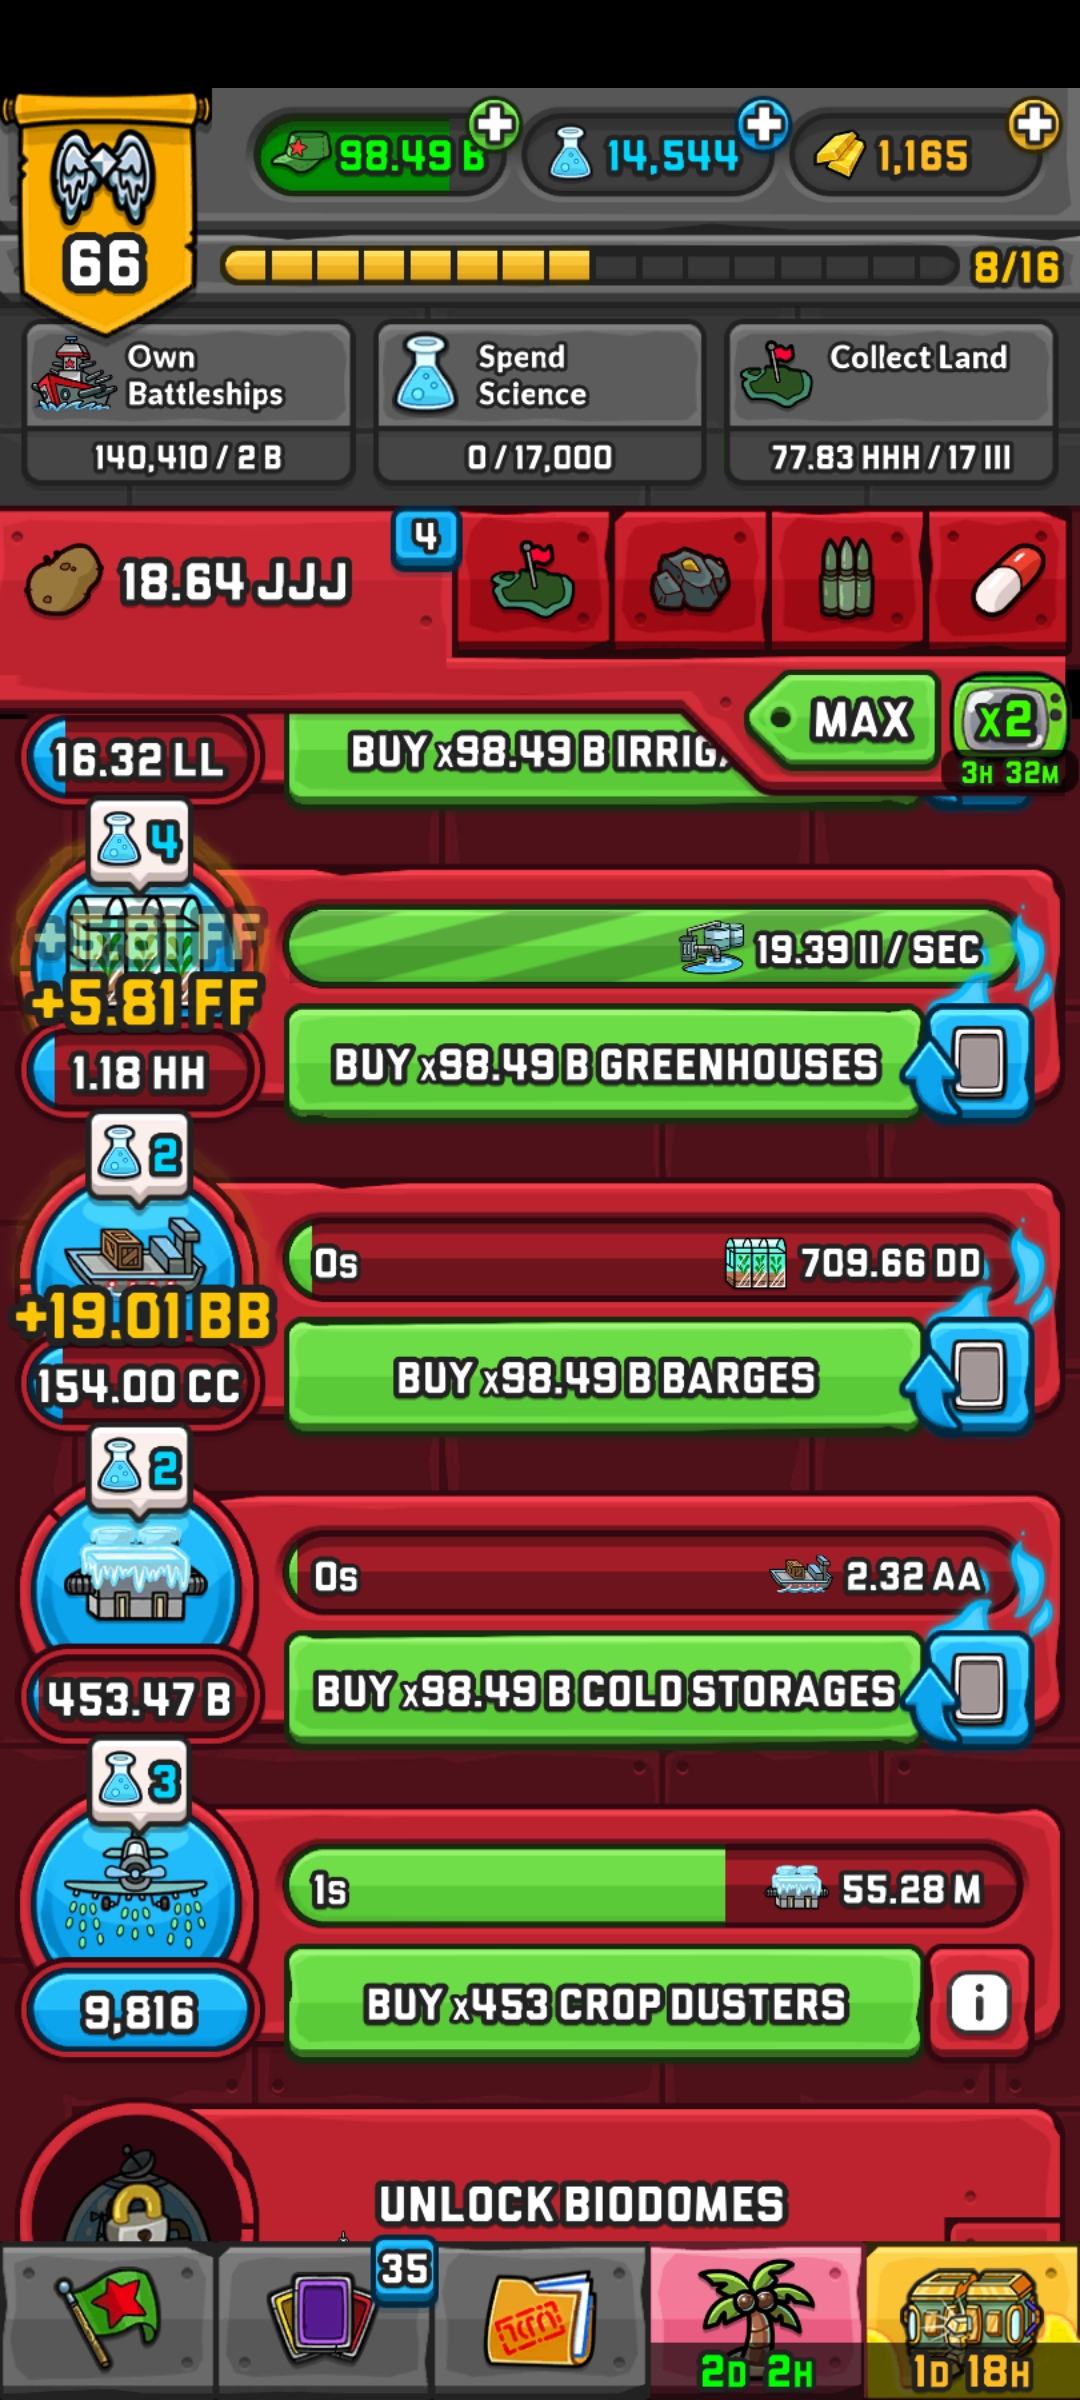 98.49 B
14,544
1,165
66
8/16
Own
Battleships
140,410 / 2 B
Spend
Science
0 / 17,000
Collect Land
77.83 HHH / 17 III
18.64 JJJ
4
MAX
x2
3H 32M
16.32 LL
BUY x98.49 B IRRIG
4
+5.81 FF
+5.81 FF
1.18 HH
19.39 II / SEC
BUY x98.49 B GREENHOUSES
2
+19.01 BB
154.00 CC
0s
709.66 DD
BUY x98.49 B BARGES
2
453.47 B
0s
2.32 AA
BUY x98.49 B COLD STORAGES
3
9,816
1s
55.28 M
BUY x453 CROP DUSTERS
i
UNLOCK BIODOMES
35
2D 2H
1D 18H